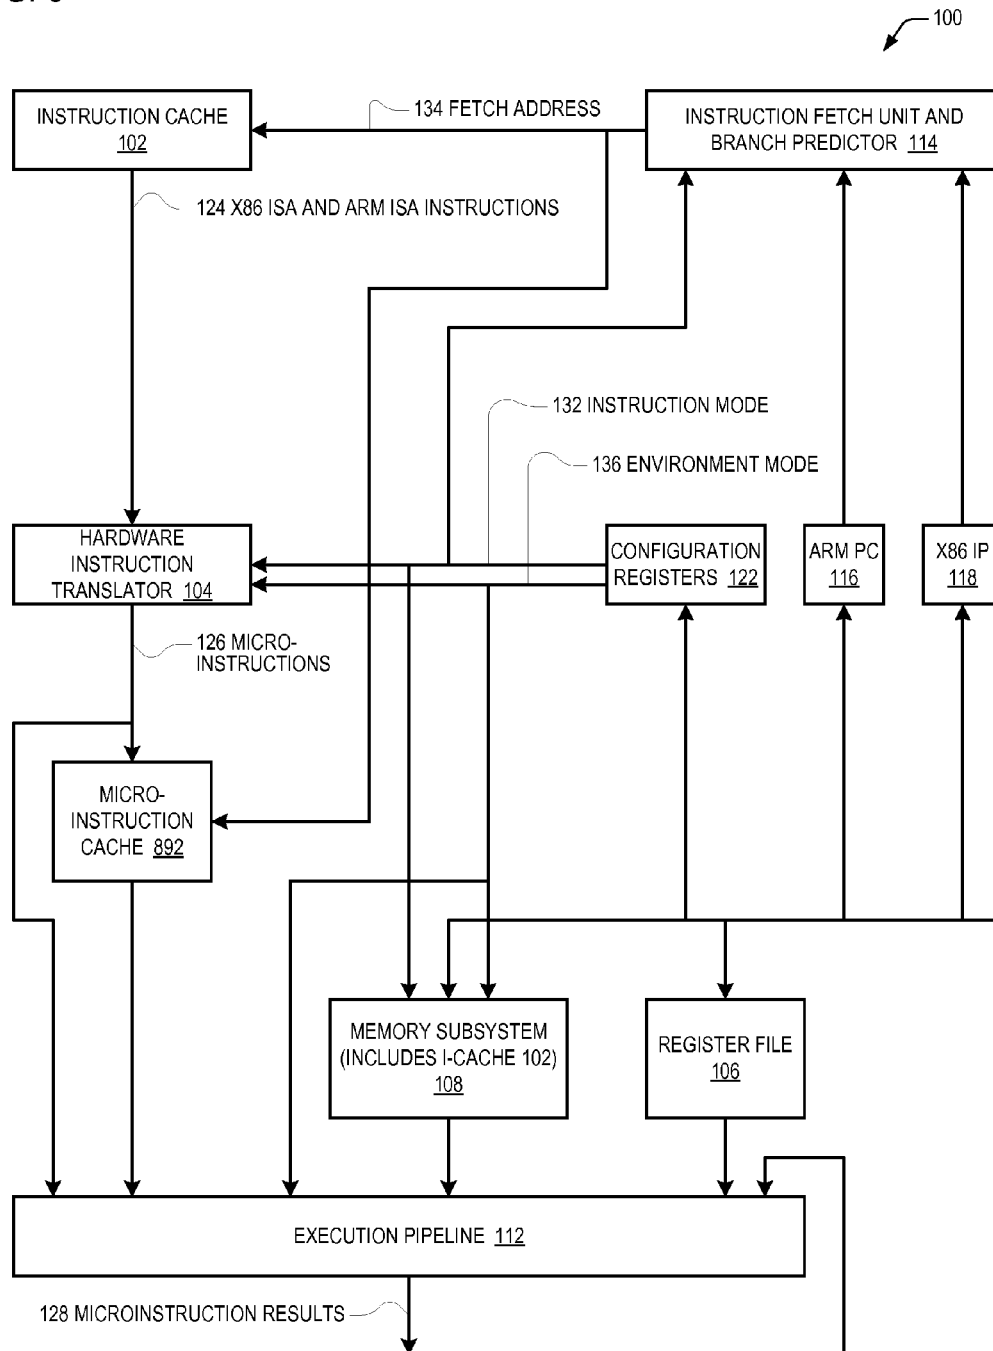 100
INSTRUCTION CACHE
102
134 FETCH ADDRESS
INSTRUCTION FETCH UNIT AND
BRANCH PREDICTOR 114
124 X86 ISA AND ARM ISA INSTRUCTIONS
132 INSTRUCTION MODE
136 ENVIRONMENT MODE
HARDWARE
INSTRUCTION
TRANSLATOR 104
CONFIGURATION
REGISTERS 122
ARM PC
116
X86 IP
118
126 MICRO-
INSTRUCTIONS
MICRO-
INSTRUCTION
CACHE 892
MEMORY SUBSYSTEM
(INCLUDES I-CACHE 102)
108
REGISTER FILE
106
EXECUTION PIPELINE 112
128 MICROINSTRUCTION RESULTS